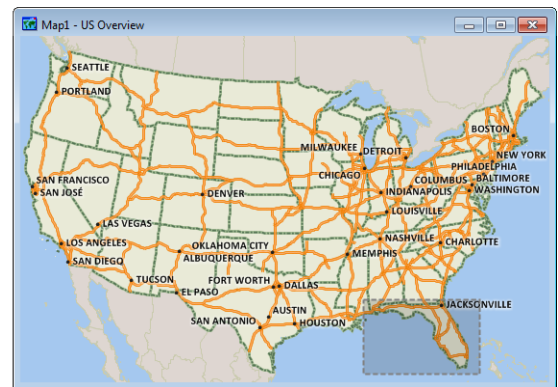 Map1 - US Overview
SEATTLE
PORTLAND
BOSTON
MILWAUKEE
DETROIT
NEW YORK
CHICAGO
PHILADELPHIA
COLUMBUS
BALTIMORE
SAN FRANCISCO
SAN JOSÉ
DENVER
INDIANAPOLIS
WASHINGTON
LOUISVILLE
LAS VEGAS
LOS ANGELES
OKLAHOMA CITY
NASHVILLE
CHARLOTTE
ALBUQUERQUE
MEMPHIS
SAN DIEGO
TUCSON
FORT WORTH
DALLAS
EL PASO
JACKSONVILLE
AUSTIN
SAN ANTONIO
HOUSTON